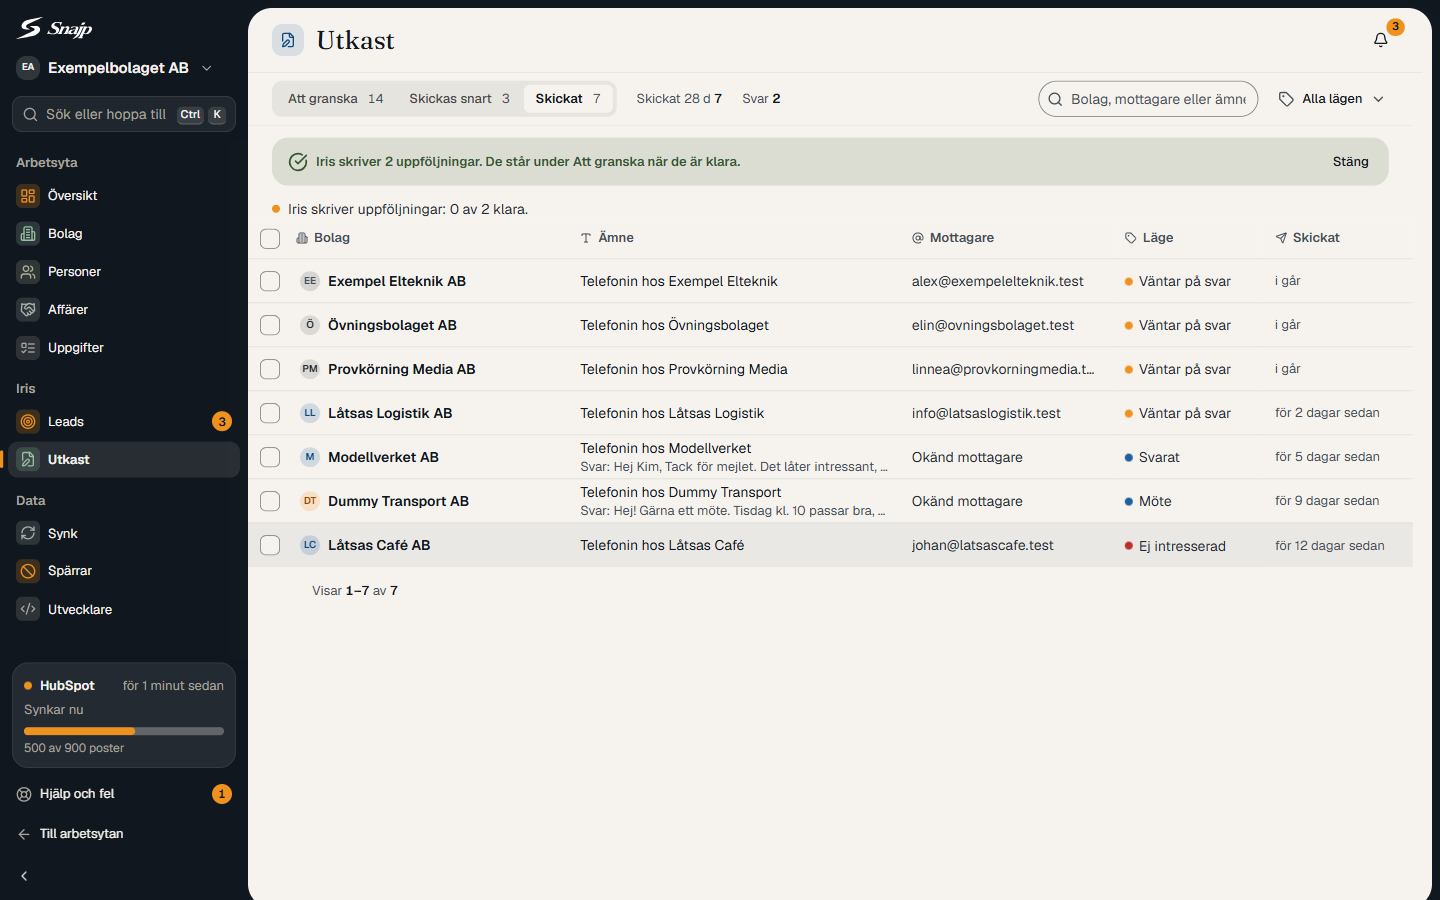 Snajp
EA Exempelbolaget AB
Sök eller hoppa till Ctrl K
Arbetsyta
Översikt
Bolag
Personer
Affärer
Uppgifter
Iris
Leads 3
Utkast
Data
Synk
Spärrar
Utvecklare
HubSpot för 1 minut sedan
Synkar nu
500 av 900 poster
Hjälp och fel 1
Till arbetsytan
Utkast
3
Att granska 14 Skickas snart 3 Skickat 7 Skickat 28 d 7 Svar 2
Bolag, mottagare eller ämne
Alla lägen
Iris skriver 2 uppföljningar. De står under Att granska när de är klara. Stäng
Iris skriver uppföljningar: 0 av 2 klara.
Bolag Ämne Mottagare Läge Skickat
EE Exempel Elteknik AB Telefonin hos Exempel Elteknik alex@exempelelteknik.test Väntar på svar i går
Ö Övningsbolaget AB Telefonin hos Övningsbolaget elin@ovningsbolaget.test Väntar på svar i går
PM Provkörning Media AB Telefonin hos Provkörning Media linnea@provkorningmedia.t... Väntar på svar i går
LL Låtsas Logistik AB Telefonin hos Låtsas Logistik info@latsaslogistik.test Väntar på svar för 2 dagar sedan
M Modellverket AB Telefonin hos Modellverket Okänd mottagare Svarat för 5 dagar sedan
Svar: Hej Kim, Tack för mejlet. Det låter intressant, ...
DT Dummy Transport AB Telefonin hos Dummy Transport Okänd mottagare Möte för 9 dagar sedan
Svar: Hej! Gärna ett möte. Tisdag kl. 10 passar bra, ...
LC Låtsas Café AB Telefonin hos Låtsas Café johan@latsascafe.test Ej intresserad för 12 dagar sedan
Visar 1–7 av 7